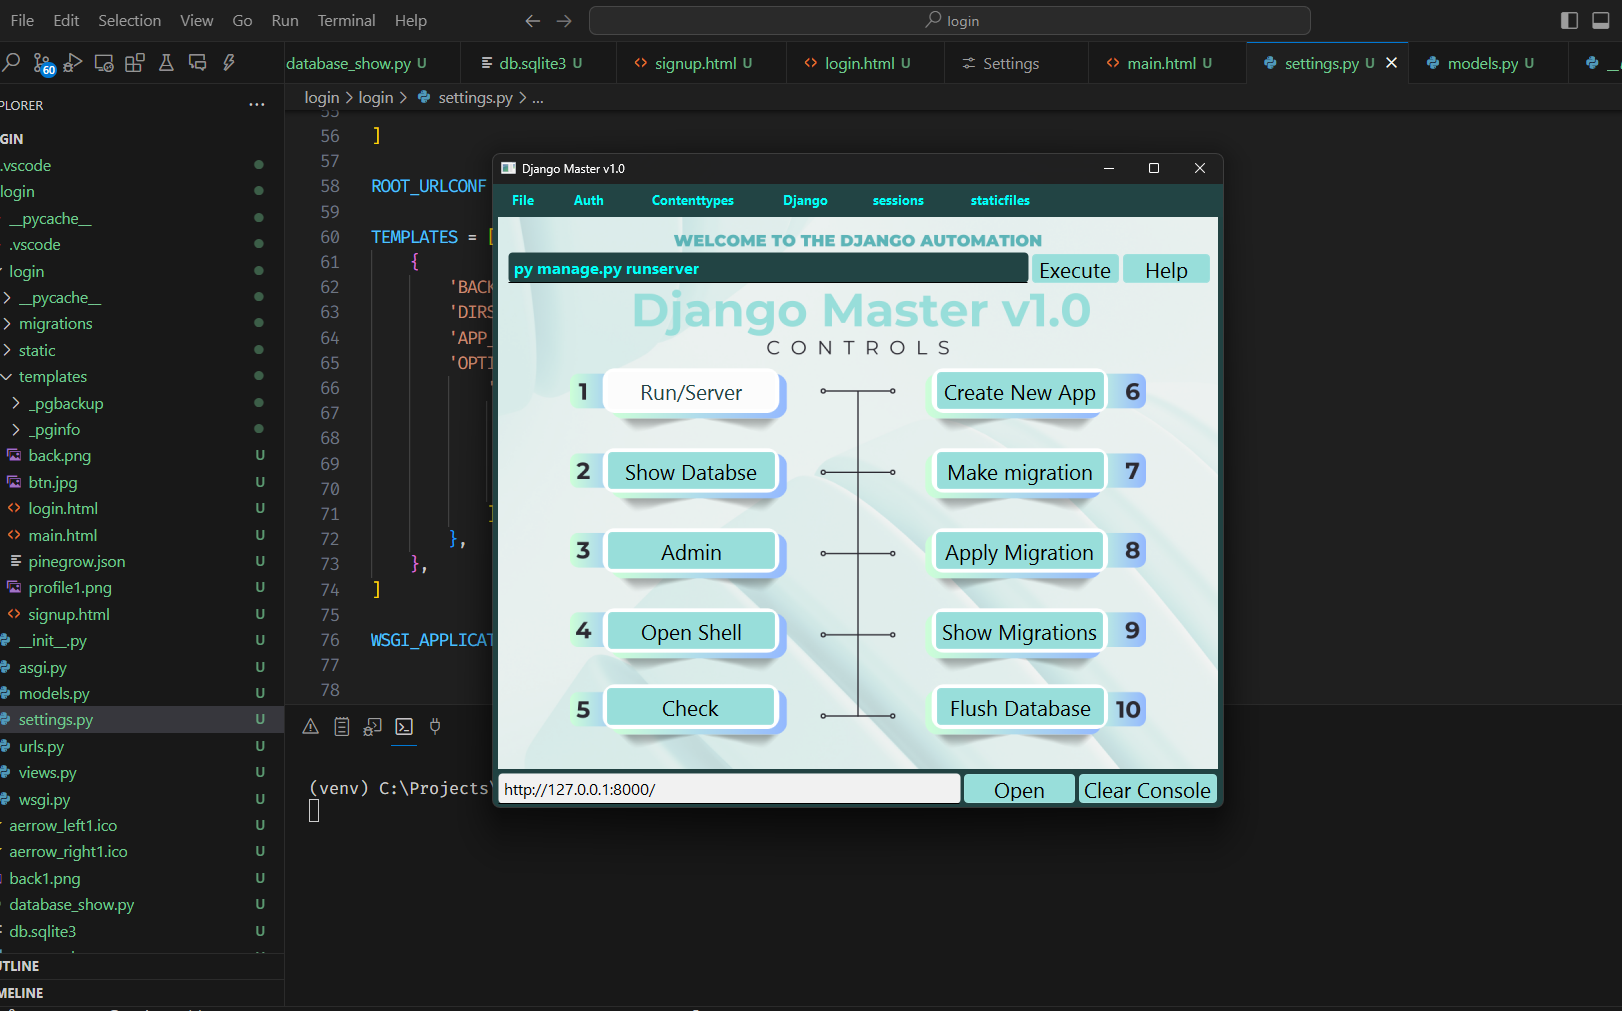 File Edit Selection View Go Run Terminal Help
login
60
database_show.py U
db.sqlite3 U
signup.html U
login.html U
Settings
main.html U
settings.py U
models.py U
PLORER
login > login > settings.py > ...
GIN
.vscode
login
__pycache__
.vscode
login
__pycache__
migrations
static
templates
_pgbackup
_pginfo
back.png U
btn.jpg U
login.html U
main.html U
pinegrow.json U
profile1.png U
signup.html U
__init__.py U
asgi.py U
models.py U
settings.py U
urls.py U
views.py U
wsgi.py U
aerrow_left1.ico U
aerrow_right1.ico U
back1.png U
database_show.py U
db.sqlite3 U
UTLINE
MELINE
55
56 ]
57
58 ROOT_URLCONF
59
60 TEMPLATES = [
61 {
62 'BACK
63 'DIRS
64 'APP_
65 'OPTI
66 '
67
68
69
70
71 ]
72 },
73 },
74 ]
75
76 WSGI_APPLICAT
77
78
(venv) C:\Projects\
Django Master v1.0
File Auth Contenttypes Django sessions staticfiles
WELCOME TO THE DJANGO AUTOMATION
py manage.py runserver Execute Help
Django Master v1.0
CONTROLS
1 Run/Server
Create New App 6
2 Show Databse
Make migration 7
3 Admin
Apply Migration 8
4 Open Shell
Show Migrations 9
5 Check
Flush Database 10
http://127.0.0.1:8000/ Open Clear Console